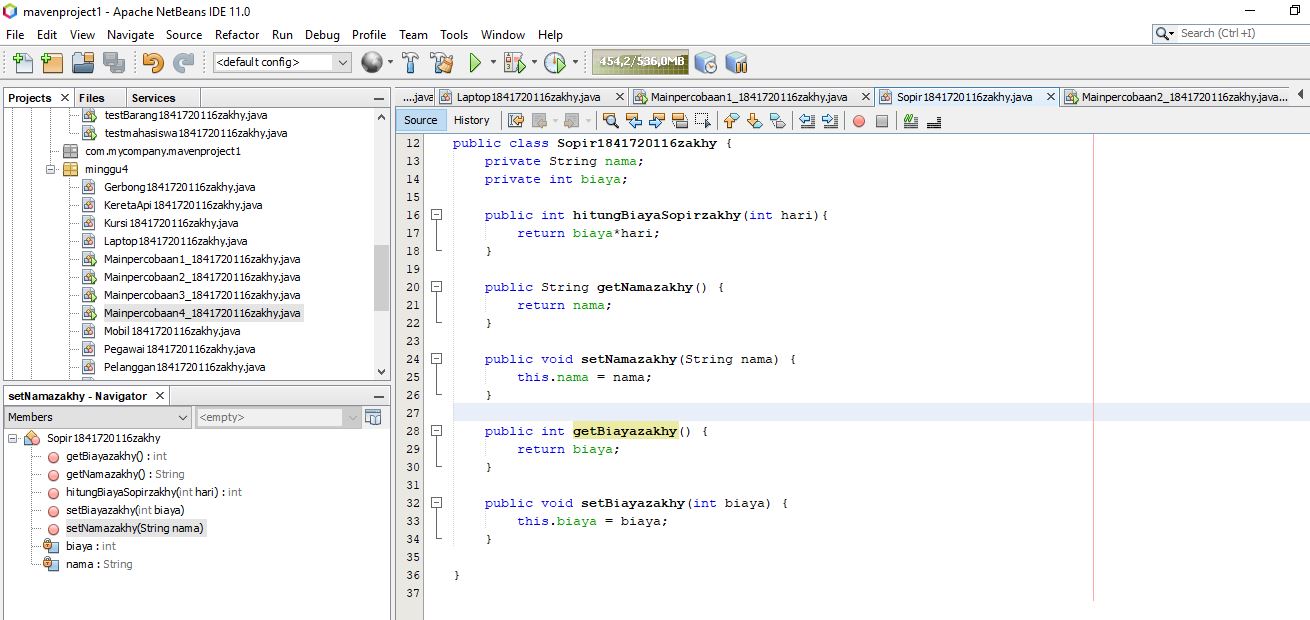 mavenproject1 - Apache NetBeans IDE 11.0
File Edit View Navigate Source Refactor Run Debug Profile Team Tools Window Help
Search (Ctrl+I)
<default config>
454,2/536,0MB
Projects Files Services
testBarang1841720116zakhy.java
testmahasiswa1841720116zakhy.java
com.mycompany.mavenproject1
minggu4
Gerbong1841720116zakhy.java
KeretaApi1841720116zakhy.java
Kursi1841720116zakhy.java
Laptop1841720116zakhy.java
Mainpercobaan1_1841720116zakhy.java
Mainpercobaan2_1841720116zakhy.java
Mainpercobaan3_1841720116zakhy.java
Mainpercobaan4_1841720116zakhy.java
Mobil1841720116zakhy.java
Pegawai1841720116zakhy.java
Pelanggan1841720116zakhy.java
setNamazakhy - Navigator
Members <empty>
Sopir1841720116zakhy
getBiayazakhy() : int
getNamazakhy() : String
hitungBiayaSopirzakhy(int hari) : int
setBiayazakhy(int biaya)
setNamazakhy(String nama)
biaya : int
nama : String
....java Laptop1841720116zakhy.java Mainpercobaan1_1841720116zakhy.java Sopir1841720116zakhy.java Mainpercobaan2_1841720116zakhy.java...
Source History
12 public class Sopir1841720116zakhy {
13 private String nama;
14 private int biaya;
15
16 public int hitungBiayaSopirzakhy(int hari){
17 return biaya*hari;
18 }
19
20 public String getNamazakhy() {
21 return nama;
22 }
23
24 public void setNamazakhy(String nama) {
25 this.nama = nama;
26 }
27
28 public int getBiayazakhy() {
29 return biaya;
30 }
31
32 public void setBiayazakhy(int biaya) {
33 this.biaya = biaya;
34 }
35
36 }
37